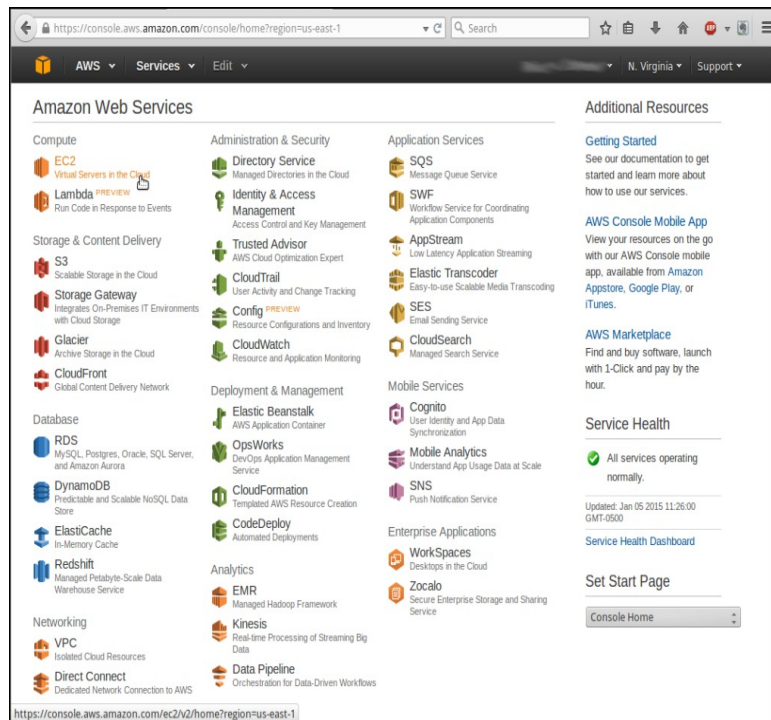 https://console.aws.amazon.com/console/home?region=us-east-1
Search
AWS
Services
Edit
N. Virginia
Support
Amazon Web Services
Compute
EC2
Virtual Servers in the Cloud
Lambda PREVIEW
Run Code in Response to Events
Storage & Content Delivery
S3
Scalable Storage in the Cloud
Storage Gateway
Integrates On-Premises IT Environments
with Cloud Storage
Glacier
Archive Storage in the Cloud
CloudFront
Global Content Delivery Network
Database
RDS
MySQL, Postgres, Oracle, SQL Server,
and Amazon Aurora
DynamoDB
Predictable and Scalable NoSQL Data
Store
ElastiCache
In-Memory Cache
Redshift
Managed Petabyte-Scale Data
Warehouse Service
Networking
VPC
Isolated Cloud Resources
Direct Connect
Dedicated Network Connection to AWS
Administration & Security
Directory Service
Managed Directories in the Cloud
Identity & Access
Management
Access Control and Key Management
Trusted Advisor
AWS Cloud Optimization Expert
CloudTrail
User Activity and Change Tracking
Config PREVIEW
Resource Configurations and Inventory
CloudWatch
Resource and Application Monitoring
Deployment & Management
Elastic Beanstalk
AWS Application Container
OpsWorks
DevOps Application Management
Service
CloudFormation
Templated AWS Resource Creation
CodeDeploy
Automated Deployments
Analytics
EMR
Managed Hadoop Framework
Kinesis
Real-time Processing of Streaming Big
Data
Data Pipeline
Orchestration for Data-Driven Workflows
Application Services
SQS
Message Queue Service
SWF
Workflow Service for Coordinating
Application Components
AppStream
Low Latency Application Streaming
Elastic Transcoder
Easy-to-use Scalable Media Transcoding
SES
Email Sending Service
CloudSearch
Managed Search Service
Mobile Services
Cognito
User Identity and App Data
Synchronization
Mobile Analytics
Understand App Usage Data at Scale
SNS
Push Notification Service
Enterprise Applications
WorkSpaces
Desktops in the Cloud
Zocalo
Secure Enterprise Storage and Sharing
Service
Additional Resources
Getting Started
See our documentation to get
started and learn more about
how to use our services.
AWS Console Mobile App
View your resources on the go
with our AWS Console mobile
app, available from Amazon
Appstore, Google Play, or
iTunes.
AWS Marketplace
Find and buy software, launch
with 1-Click and pay by the
hour.
Service Health
All services operating
normally.
Updated: Jan 05 2015 11:26:00
GMT-0500
Service Health Dashboard
Set Start Page
Console Home
https://console.aws.amazon.com/ec2/v2/home?region=us-east-1